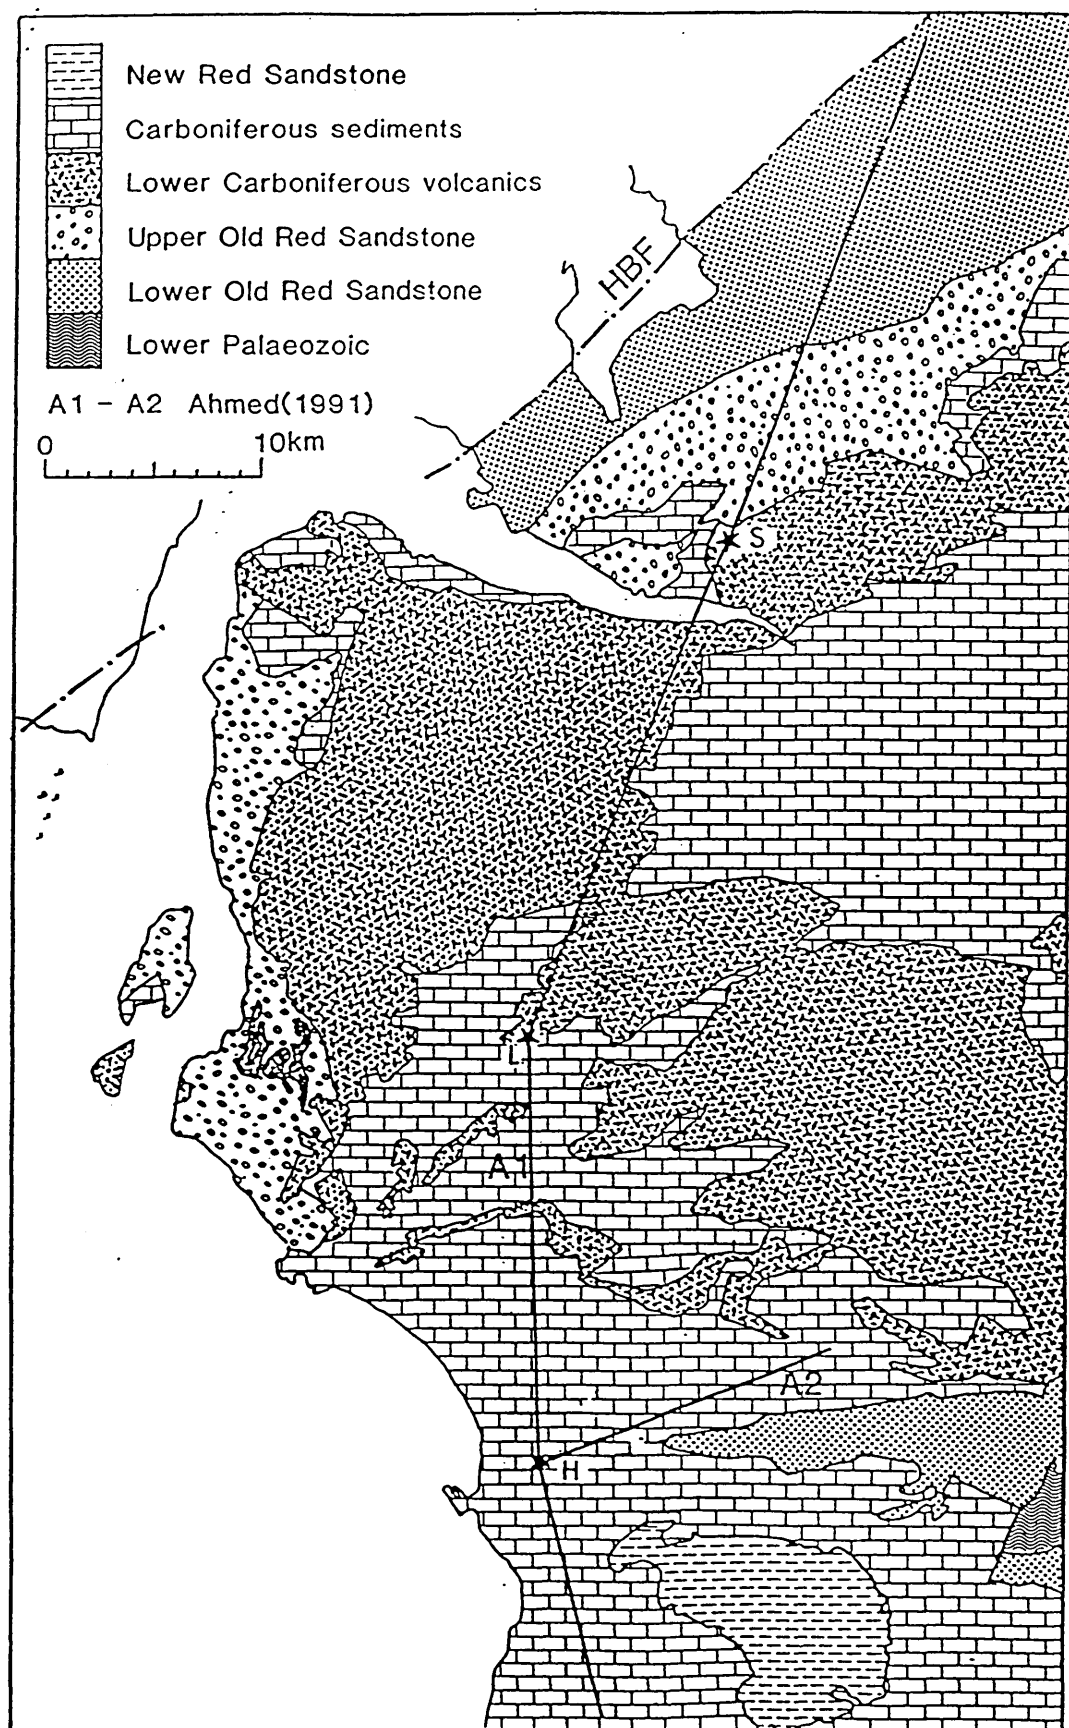 New Red Sandstone
Carboniferous sediments
Lower Carboniferous volcanics
Upper Old Red Sandstone
Lower Old Red Sandstone
Lower Palaeozoic
A1 - A2 Ahmed(1991)
0 10km
HBF
S
L
A1
A2
H